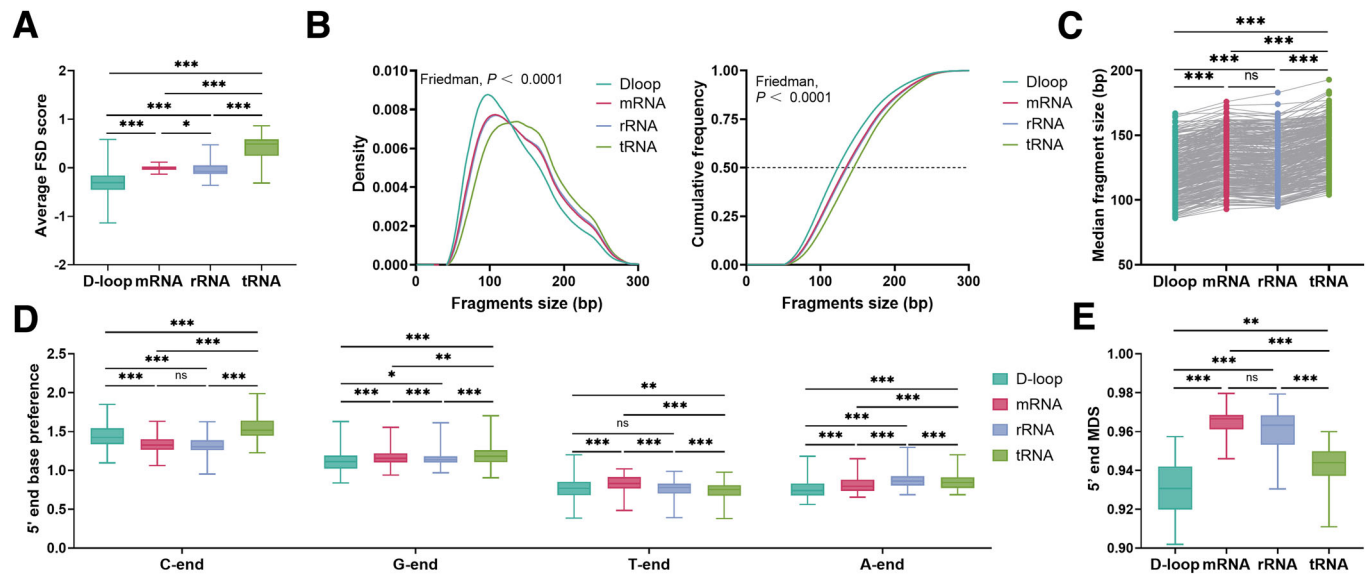 A
Average FSD score
2
1
0
-1
-2
***
***
***
***
***
*
D-loop
mRNA
rRNA
tRNA
B
Density
0.010
0.008
0.006
0.004
0.002
0.000
Friedman, P < 0.0001
Dloop
mRNA
rRNA
tRNA
0
100
200
300
Fragments size (bp)
Cumulative frequency
1.00
0.75
0.50
0.25
0.00
Friedman,
P < 0.0001
Dloop
mRNA
rRNA
tRNA
0
100
200
300
Fragments size (bp)
C
Median fragment size (bp)
200
150
100
50
***
***
***
***
***
ns
Dloop
mRNA
rRNA
tRNA
D
5' end base preference
2.5
2.0
1.5
1.0
0.5
0.0
***
***
***
***
ns
***
***
**
*
***
***
***
**
***
ns
***
***
***
***
***
***
***
***
***
C-end
G-end
T-end
A-end
D-loop
mRNA
rRNA
tRNA
E
5' end MDS
1.00
0.98
0.96
0.94
0.92
0.90
**
***
***
***
ns
***
D-loop
mRNA
rRNA
tRNA